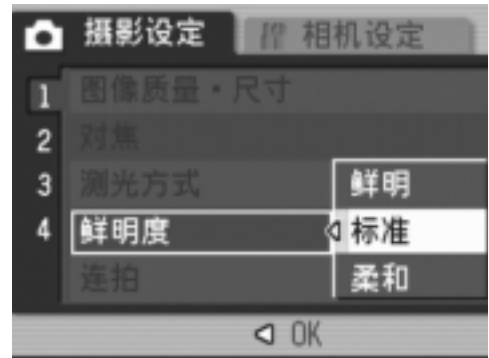 摄影设定 相机设定
1 图像质量・尺寸
2 对焦
3 测光方式 鲜明
4 鲜明度 标准
连拍 柔和
OK